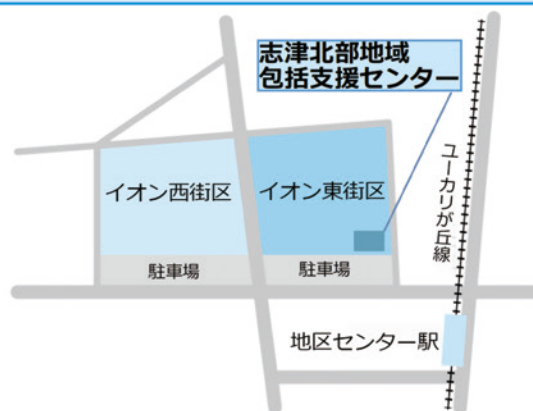 志津北部地域
包括支援センター
ユーカリが丘線
イオン西街区
イオン東街区
駐車場
駐車場
地区センター駅